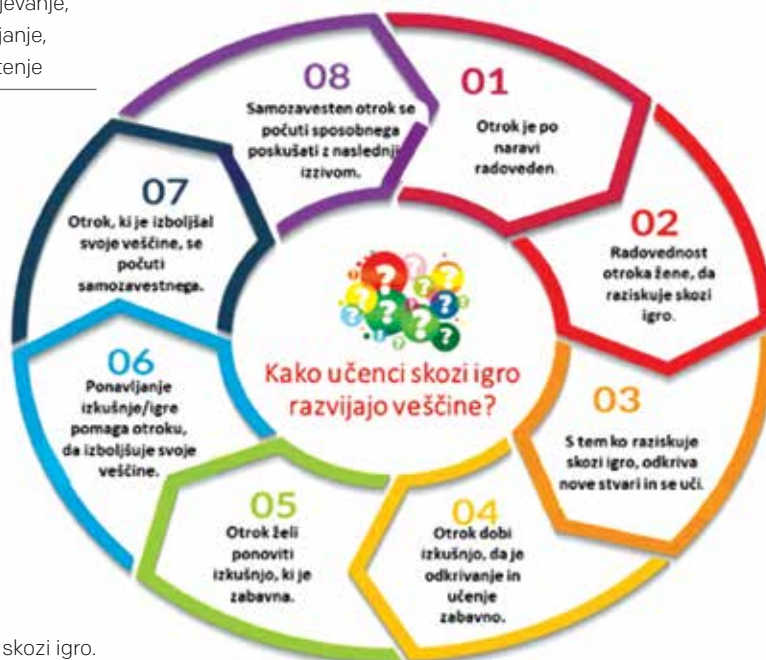 jevanje,
janje,
tenje
Kako učenci skozi igro
razvijajo veščine?
01
Otrok je po
naravi
radoveden.
02
Radovednost
otroka žene, da
raziskuje skozi
igro.
03
S tem ko raziskuje
skozi igro, odkriva
nove stvari in se uči.
04
Otrok dobi
izkušnjo, da je
odkrivanje in
učenje
zabavno.
05
Otrok želi
ponoviti
izkušnjo, ki je
zabavna.
06
Ponavljanje
izkušnje/igre
pomaga otroku,
da izboljšuje svoje
veščine.
07
Otrok, ki je izboljšal
svoje veščine, se
počuti
samozavestnega.
08
Samozavesten otrok se
počuti sposobnega
poskušati z naslednji
izzivom.
skozi igro.